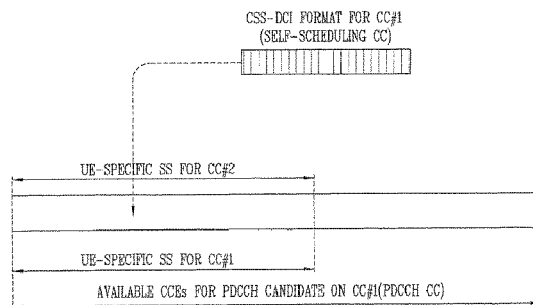 CSS-DCI FORMAT FOR CC#1
(SELF-SCHEDULING CC)
UE-SPECIFIC SS FOR CC#2
UE-SPECIFIC SS FOR CC#1
AVAILABLE CCEs FOR PDCCH CANDIDATE ON CC#1(PDCCH CC)